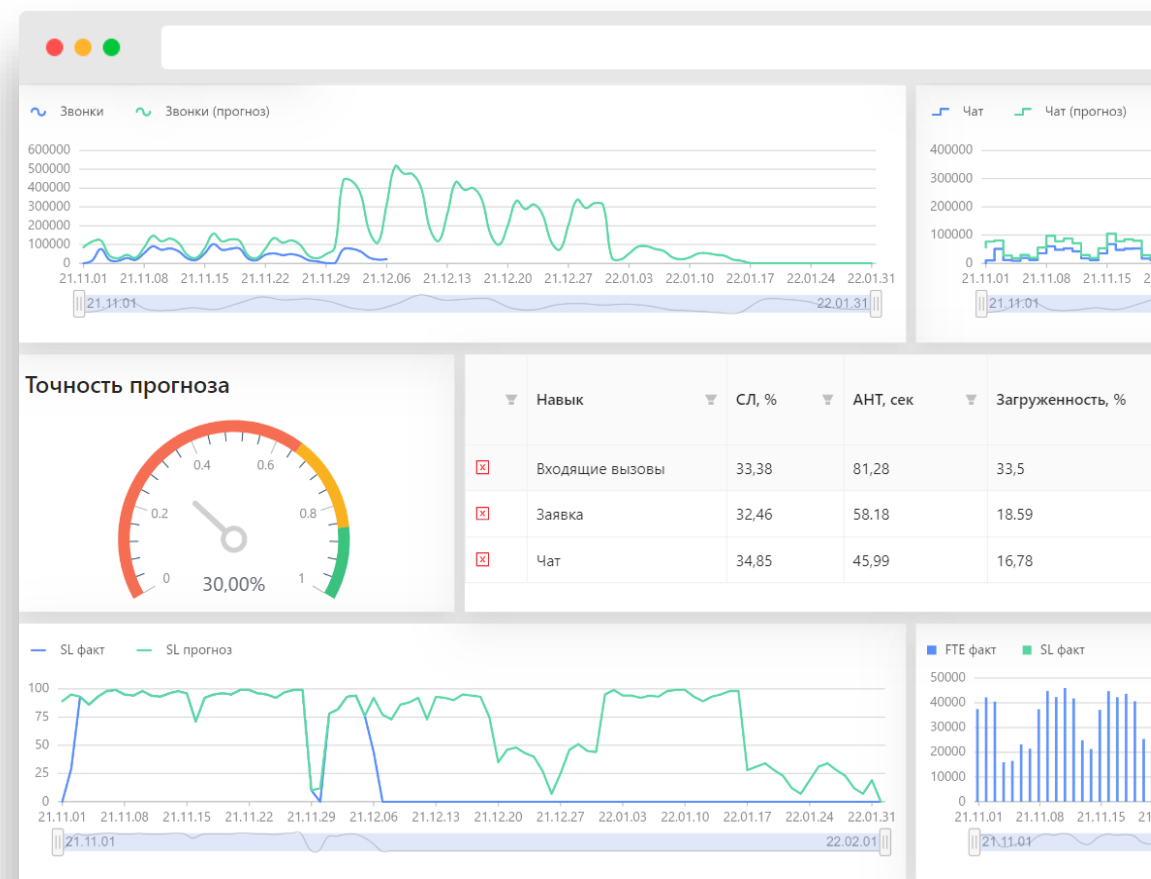 Звонки Звонки (прогноз)
600000
500000
400000
300000
200000
100000
0
21.11.01 21.11.08 21.11.15 21.11.22 21.11.29 21.12.06 21.12.13 21.12.20 21.12.27 22.01.03 22.01.10 22.01.17 22.01.24 22.01.31
21.11.01 22.01.31
Чат Чат (прогноз)
400000
300000
200000
100000
0
21.11.01 21.11.08 21.11.15 2
21.11.01
Точность прогноза
0.4 0.6
0.2 0.8
0 1
30,00%
Навык СЛ, % АНТ, сек Загруженность, %
Входящие вызовы 33,38 81,28 33,5
Заявка 32,46 58.18 18.59
Чат 34,85 45,99 16,78
SL факт SL прогноз
100
75
50
25
0
21.11.01 21.11.08 21.11.15 21.11.22 21.11.29 21.12.06 21.12.13 21.12.20 21.12.27 22.01.03 22.01.10 22.01.17 22.01.24 22.01.31
21.11.01 22.02.01
FTE факт SL факт
50000
40000
30000
20000
10000
0
21.11.01 21.11.08 21.11.15 21
21.11.01